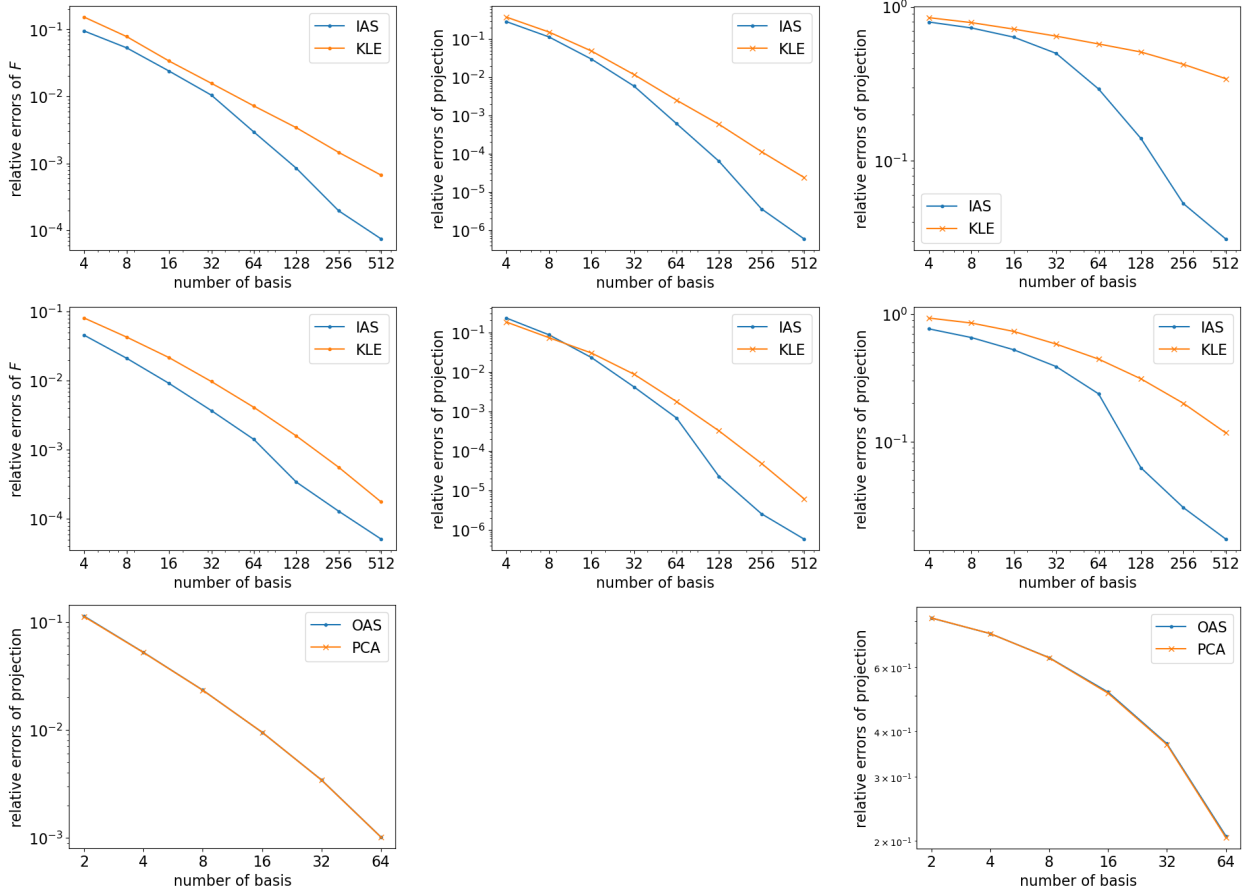 relative errors of F
10⁻¹
10⁻²
10⁻³
10⁻⁴
IAS
KLE
4 8 16 32 64 128 256 512
number of basis
relative errors of projection
10⁻¹
10⁻²
10⁻³
10⁻⁴
10⁻⁵
10⁻⁶
IAS
KLE
4 8 16 32 64 128 256 512
number of basis
relative errors of projection
10⁰
10⁻¹
IAS
KLE
4 8 16 32 64 128 256 512
number of basis
relative errors of F
10⁻¹
10⁻²
10⁻³
10⁻⁴
IAS
KLE
4 8 16 32 64 128 256 512
number of basis
relative errors of projection
10⁻¹
10⁻²
10⁻³
10⁻⁴
10⁻⁵
10⁻⁶
IAS
KLE
4 8 16 32 64 128 256 512
number of basis
relative errors of projection
10⁰
10⁻¹
IAS
KLE
4 8 16 32 64 128 256 512
number of basis
relative errors of projection
10⁻¹
10⁻²
10⁻³
OAS
PCA
2 4 8 16 32 64
number of basis
relative errors of projection
6 × 10⁻¹
4 × 10⁻¹
3 × 10⁻¹
2 × 10⁻¹
OAS
PCA
2 4 8 16 32 64
number of basis